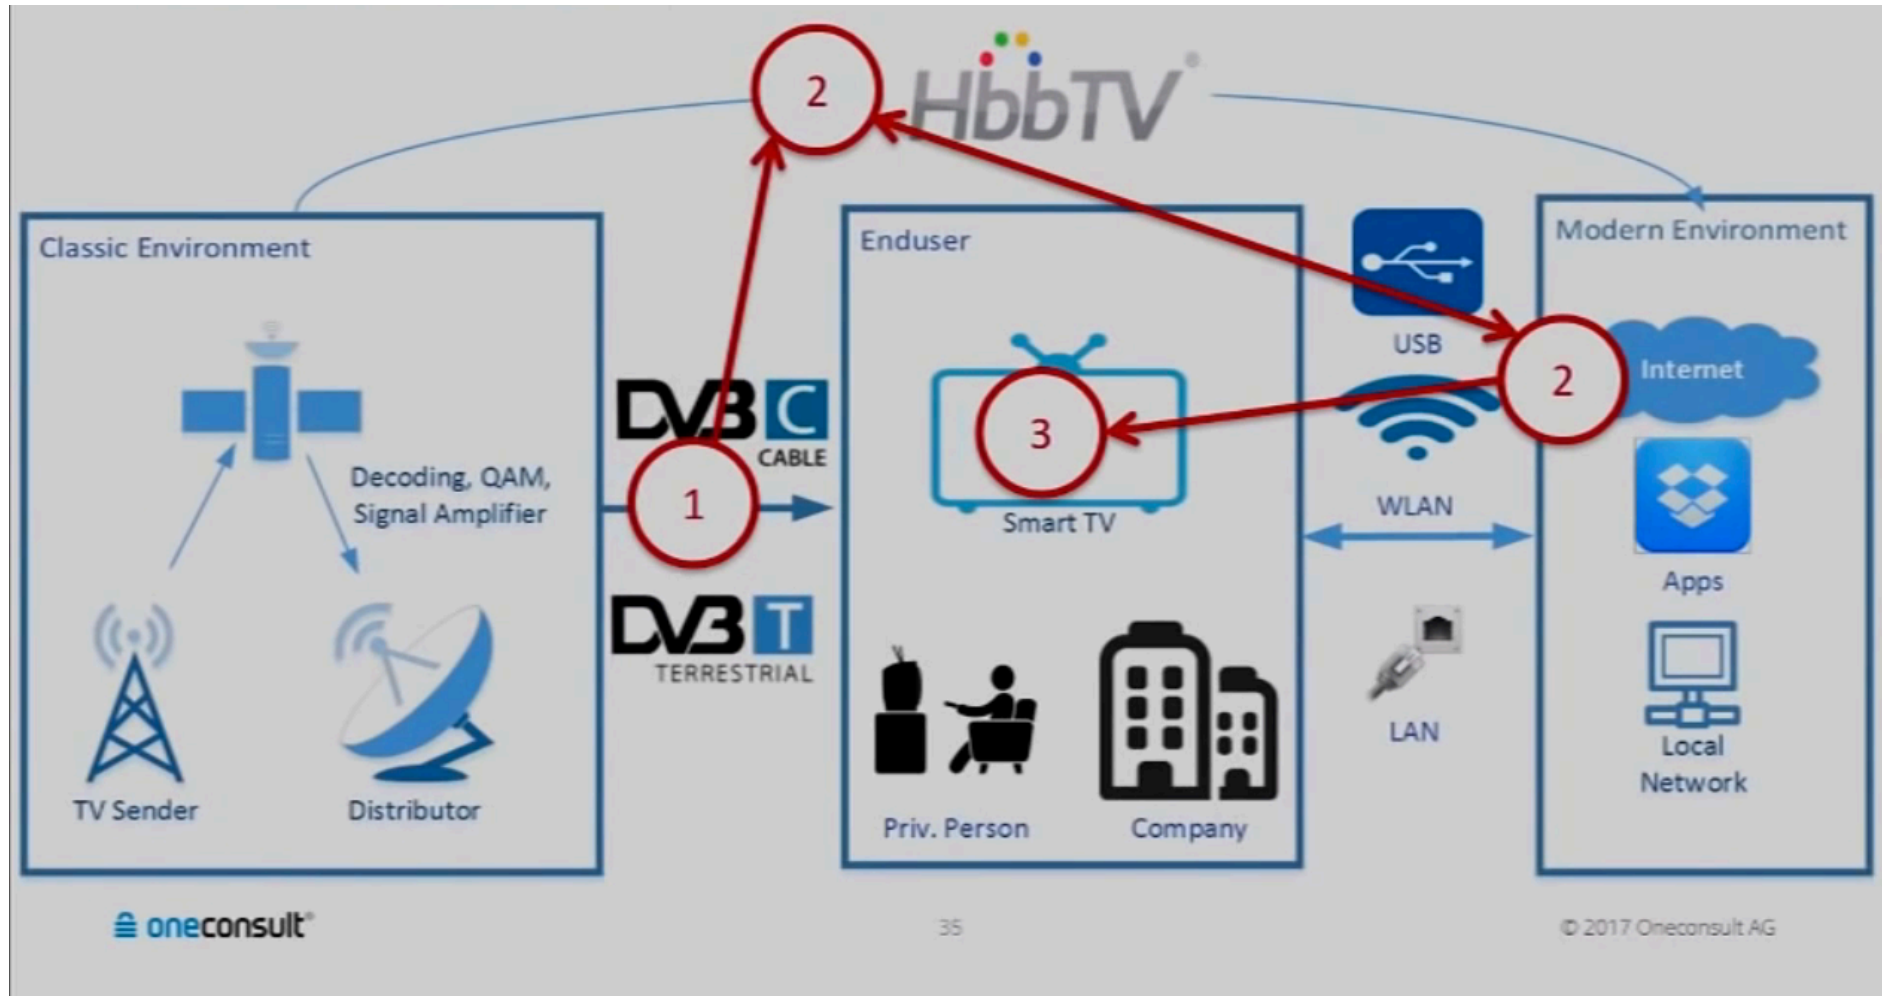 2
HbbTV
Classic Environment
Decoding, QAM,
Signal Amplifier
TV Sender
Distributor
DVB C
CABLE
1
DVB T
TERRESTRIAL
Enduser
3
Smart TV
Priv. Person
Company
USB
WLAN
LAN
Modern Environment
2
Internet
Apps
Local
Network
oneconsult®
35
© 2017 Oneconsult AG